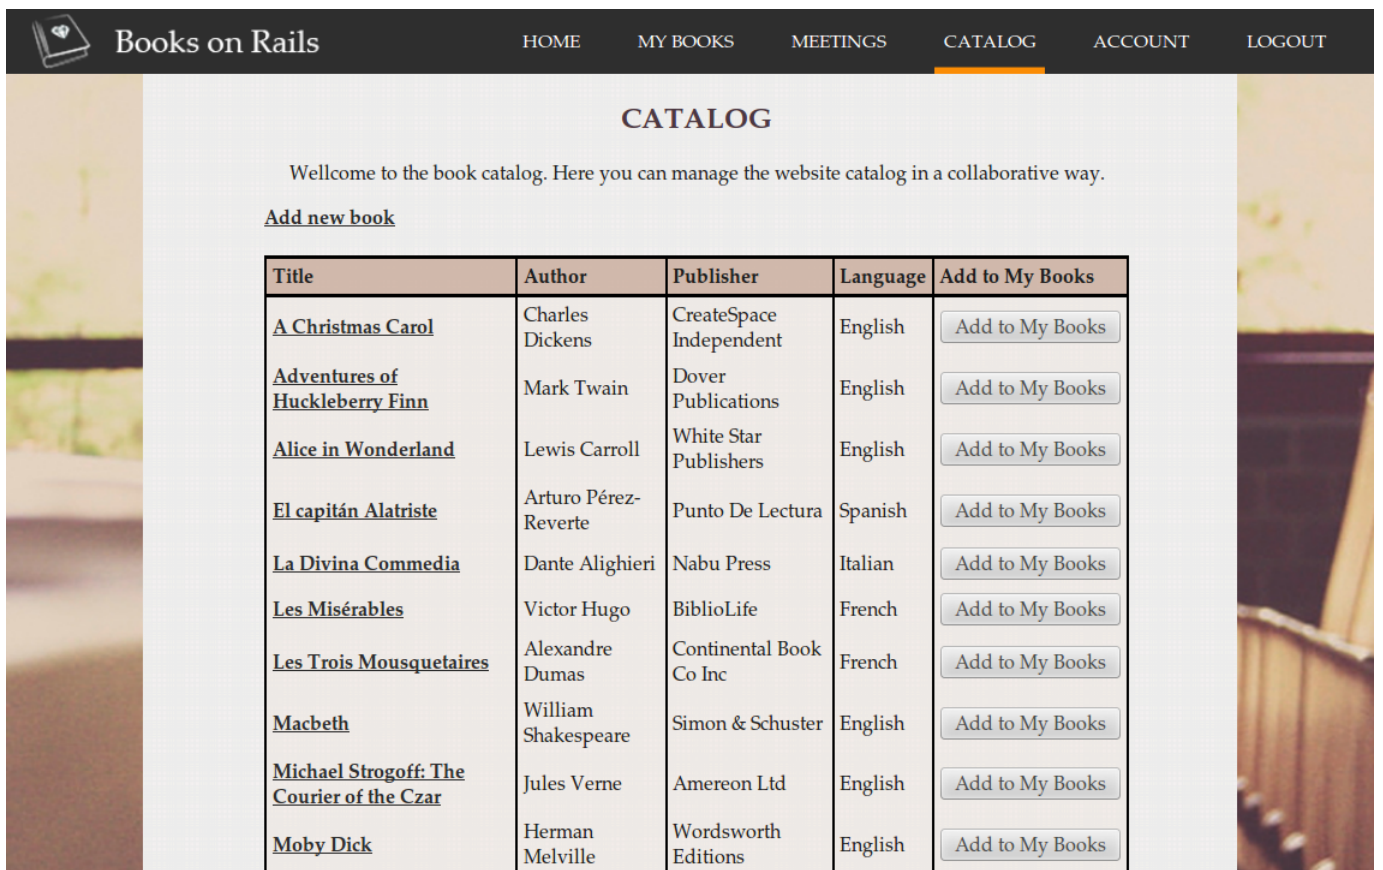 Books on Rails HOME MY BOOKS MEETINGS CATALOG ACCOUNT LOGOUT
CATALOG
Wellcome to the book catalog. Here you can manage the website catalog in a collaborative way.
Add new book
Title Author Publisher Language Add to My Books
A Christmas Carol Charles Dickens CreateSpace Independent English Add to My Books
Adventures of Huckleberry Finn Mark Twain Dover Publications English Add to My Books
Alice in Wonderland Lewis Carroll White Star Publishers English Add to My Books
El capitán Alatriste Arturo Pérez-Reverte Punto De Lectura Spanish Add to My Books
La Divina Commedia Dante Alighieri Nabu Press Italian Add to My Books
Les Misérables Victor Hugo BiblioLife French Add to My Books
Les Trois Mousquetaires Alexandre Dumas Continental Book Co Inc French Add to My Books
Macbeth William Shakespeare Simon & Schuster English Add to My Books
Michael Strogoff: The Courier of the Czar Jules Verne Amereon Ltd English Add to My Books
Moby Dick Herman Melville Wordsworth Editions English Add to My Books